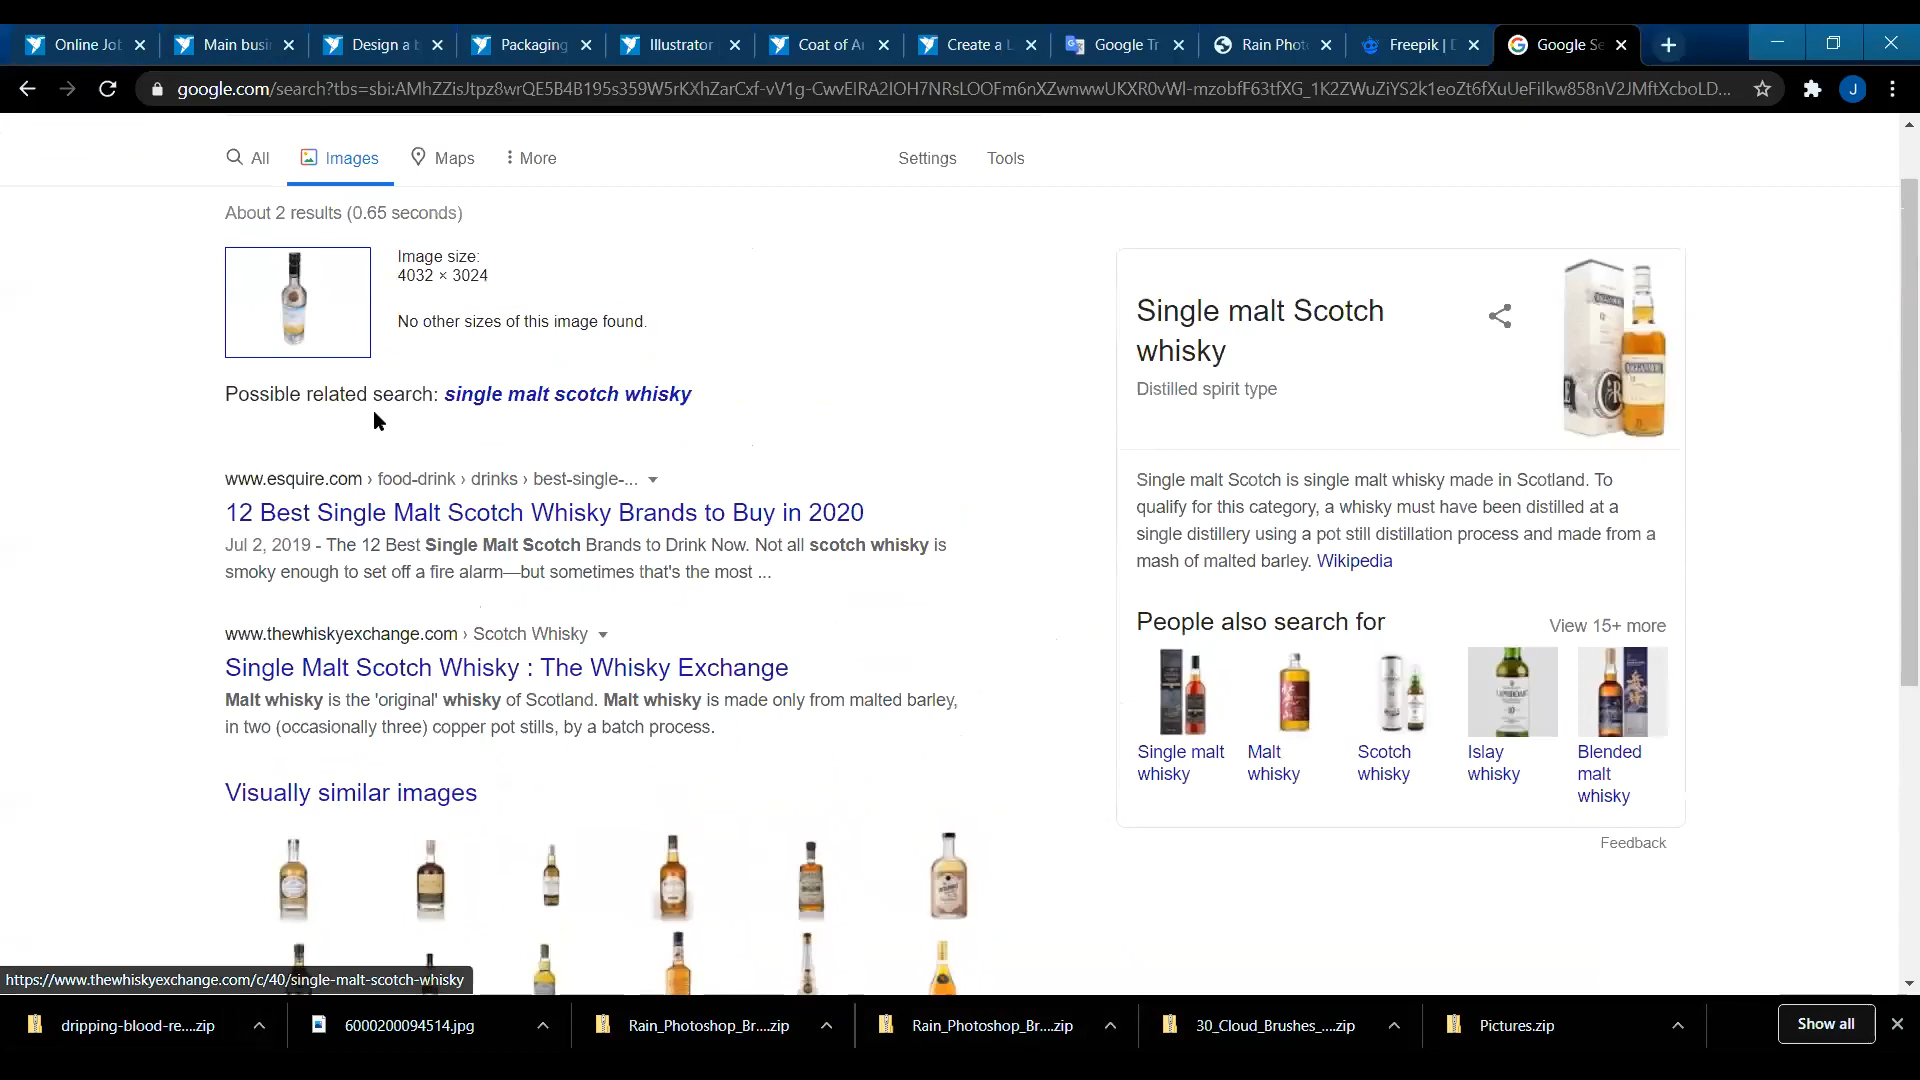 Online Jol
Main busi
Design a b
Packaging
Illustrator
Coat of Ar
Create a L
Google Tr
Rain Phot
Freepik | D
Google Se
google.com/search?tbs=sbi:
All
Images
Maps
More
Settings
Tools
About 2 results (0.65 seconds)
Image size:
4032 × 3024
No other sizes of this image found.
Possible related search: single malt scotch whisky
www.esquire.com › food-drink › drinks › best-single-...
12 Best Single Malt Scotch Whisky Brands to Buy in 2020
Jul 2, 2019 - The 12 Best Single Malt Scotch Brands to Drink Now. Not all scotch whisky is
smoky enough to set off a fire alarm—but sometimes that's the most ...
www.thewhiskyexchange.com › Scotch Whisky
Single Malt Scotch Whisky : The Whisky Exchange
Malt whisky is the 'original' whisky of Scotland. Malt whisky is made only from malted barley,
in two (occasionally three) copper pot stills, by a batch process.
Visually similar images
Single malt Scotch
whisky
Distilled spirit type
Single malt Scotch is single malt whisky made in Scotland. To
qualify for this category, a whisky must have been distilled at a
single distillery using a pot still distillation process and made from a
mash of malted barley. Wikipedia
People also search for
View 15+ more
Single malt
whisky
Malt
whisky
Scotch
whisky
Islay
whisky
Blended
malt
whisky
Feedback
https://www.thewhiskyexchange.com/c/40/single-malt-scotch-whisky
dripping-blood-re....zip
6000200094514.jpg
Rain_Photoshop_Br....zip
Rain_Photoshop_Br....zip
30_Cloud_Brushes_....zip
Pictures.zip
Show all
J